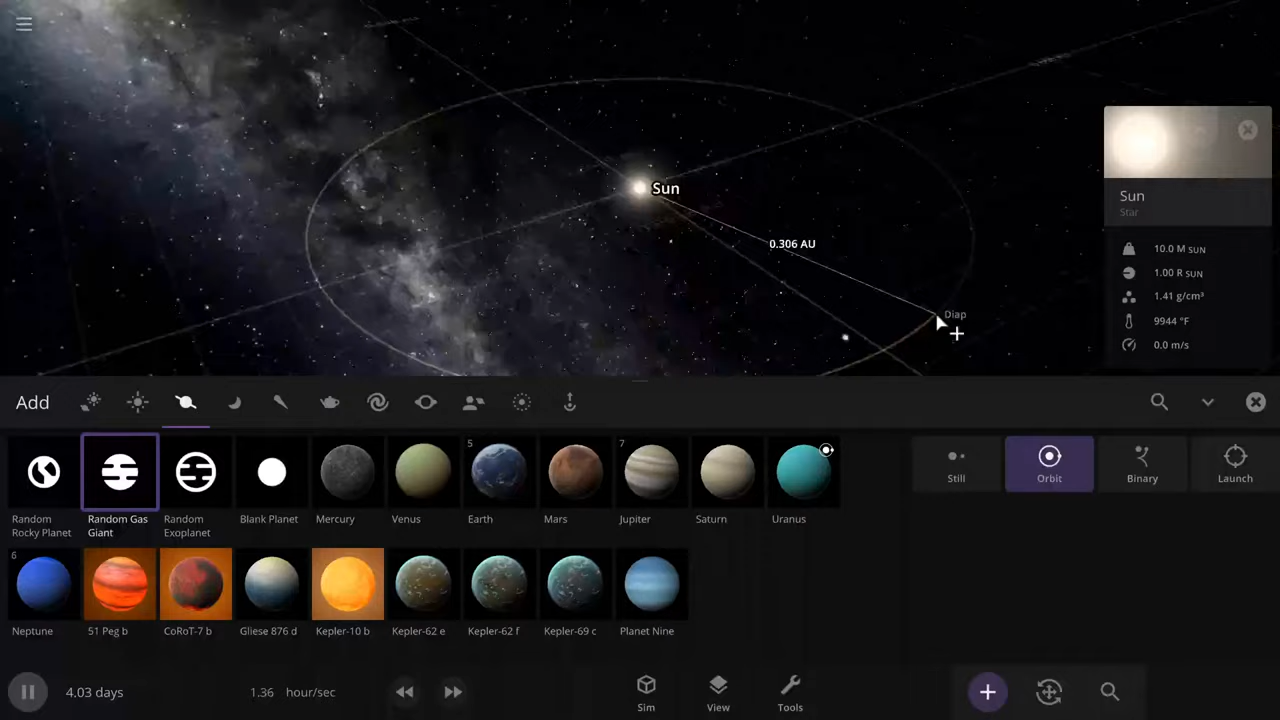 Sun
0.306 AU
Diap
Sun
Star
10.0 M SUN
1.00 R SUN
1.41 g/cm³
9944 °F
0.0 m/s
Add
5
7
Random Rocky Planet
Random Gas Giant
Random Exoplanet
Blank Planet
Mercury
Venus
Earth
Mars
Jupiter
Saturn
Uranus
Still
Orbit
Binary
Launch
6
Neptune
51 Peg b
CoRoT-7 b
Gliese 876 d
Kepler-10 b
Kepler-62 e
Kepler-62 f
Kepler-69 c
Planet Nine
4.03 days
1.36 hour/sec
Sim
View
Tools